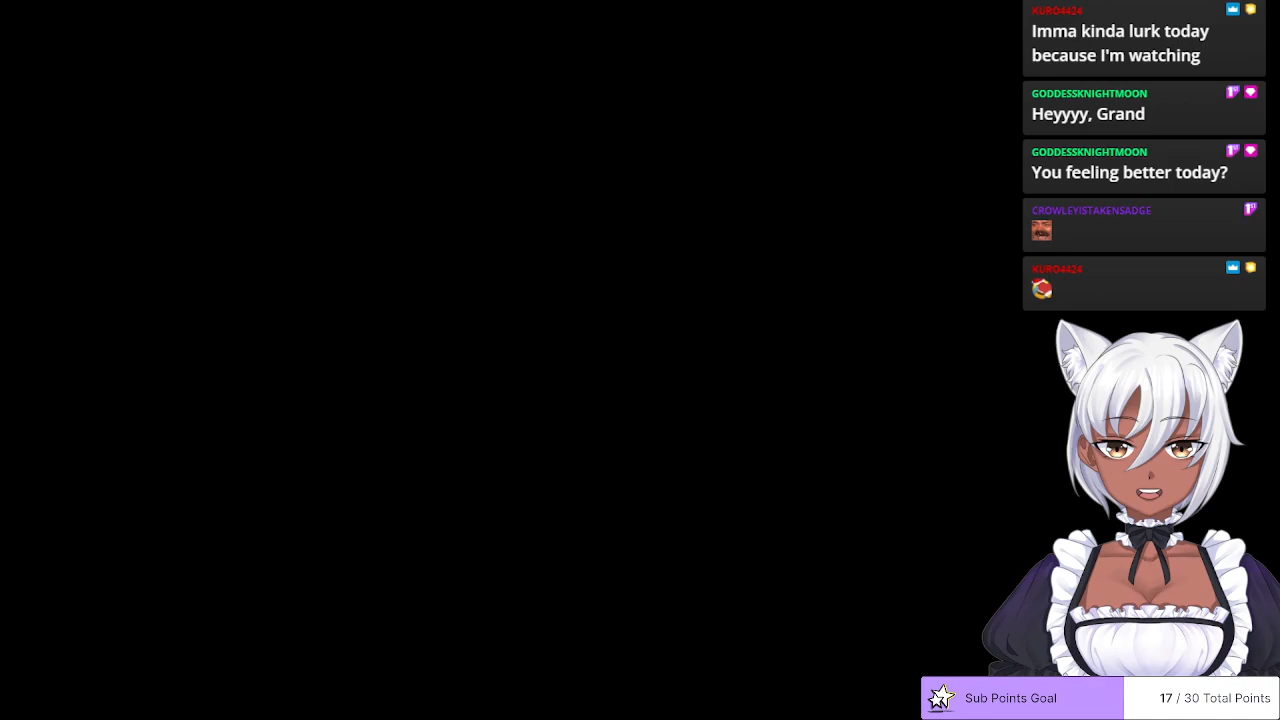 KURO4424
Imma kinda lurk today
because I'm watching
GODDESSKNIGHTMOON
Heyyyy, Grand
GODDESSKNIGHTMOON
You feeling better today?
CROWLEYISTAKENSADGE
KURO4424
Sub Points Goal
17 / 30 Total Points